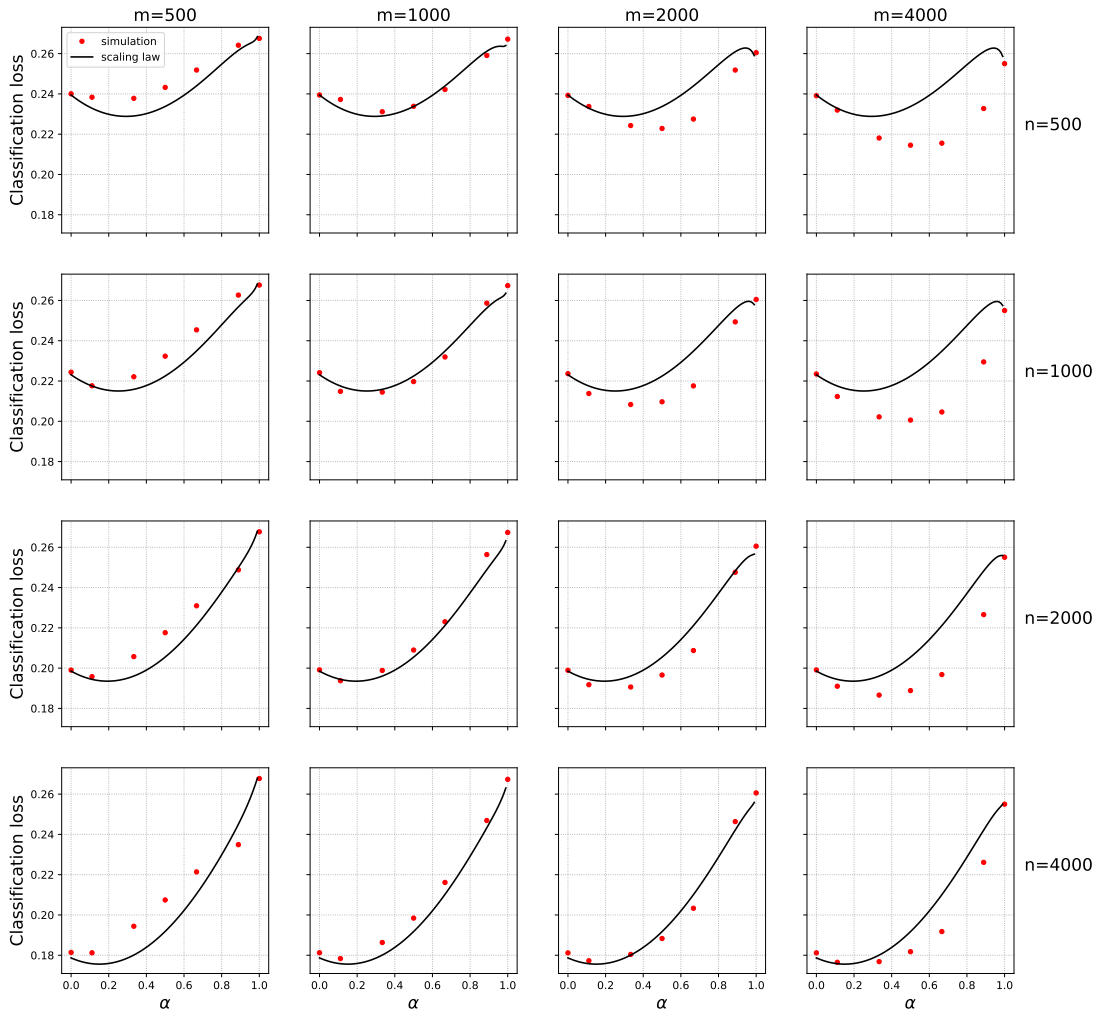 m=500 m=1000 m=2000 m=4000
simulation
scaling law
Classification loss
0.26
0.24
0.22
0.20
0.18
n=500
Classification loss
0.26
0.24
0.22
0.20
0.18
n=1000
Classification loss
0.26
0.24
0.22
0.20
0.18
n=2000
Classification loss
0.26
0.24
0.22
0.20
0.18
n=4000
0.0 0.2 0.4 0.6 0.8 1.0 0.0 0.2 0.4 0.6 0.8 1.0 0.0 0.2 0.4 0.6 0.8 1.0 0.0 0.2 0.4 0.6 0.8 1.0
α α α α